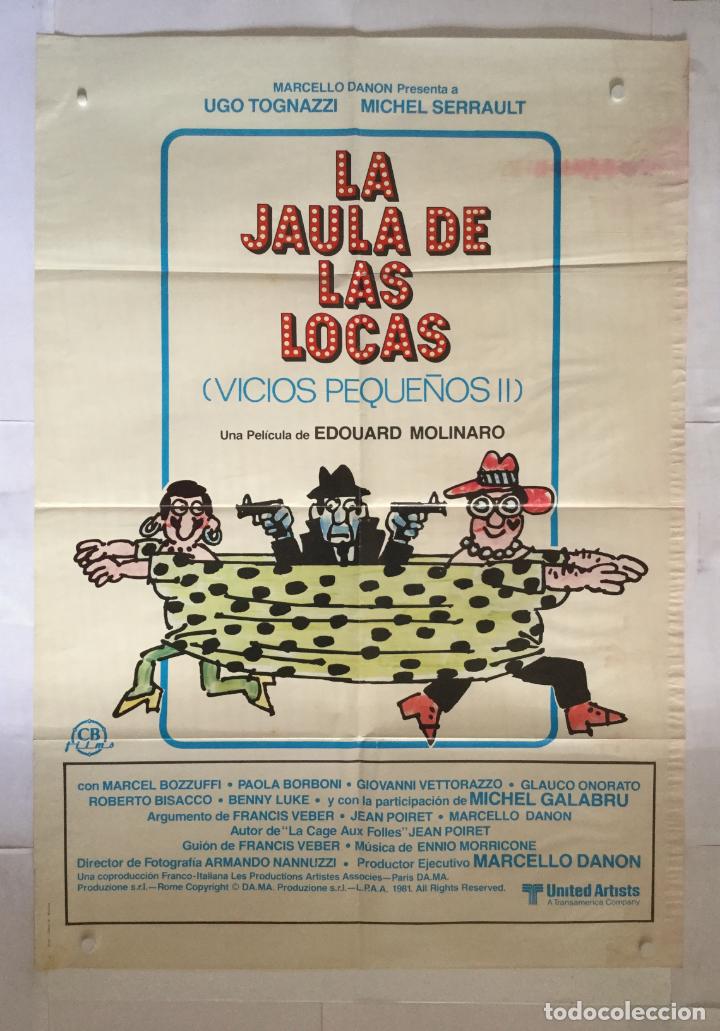 MARCELLO DANON Presenta a
UGO TOGNAZZI MICHEL SERRAULT
LA
JAULA DE
LAS
LOCAS
(VICIOS PEQUEÑOS II)
Una Película de EDOUARD MOLINARO
CB
films
con MARCEL BOZZUFFI • PAOLA BORBONI • GIOVANNI VETTORAZZO • GLAUCO ONORATO
ROBERTO BISACCO • BENNY LUKE • y con la participación de MICHEL GALABRU
Argumento de FRANCIS VEBER • JEAN POIRET • MARCELLO DANON
Autor de "La Cage Aux Folles" JEAN POIRET
Guión de FRANCIS VEBER • Música de ENNIO MORRICONE
Director de Fotografía ARMANDO NANNUZZI • Productor Ejecutivo MARCELLO DANON
Una coproducción Franco-Italiana Les Productions Artistes Associes—Paris DA.MA.
Produzione s.r.l.—Rome Copyright © DA.MA. Produzione s.r.l.—L.P.A.A. 1981. All Rights Reserved.
United Artists
A Transamerica Company
todocoleccion